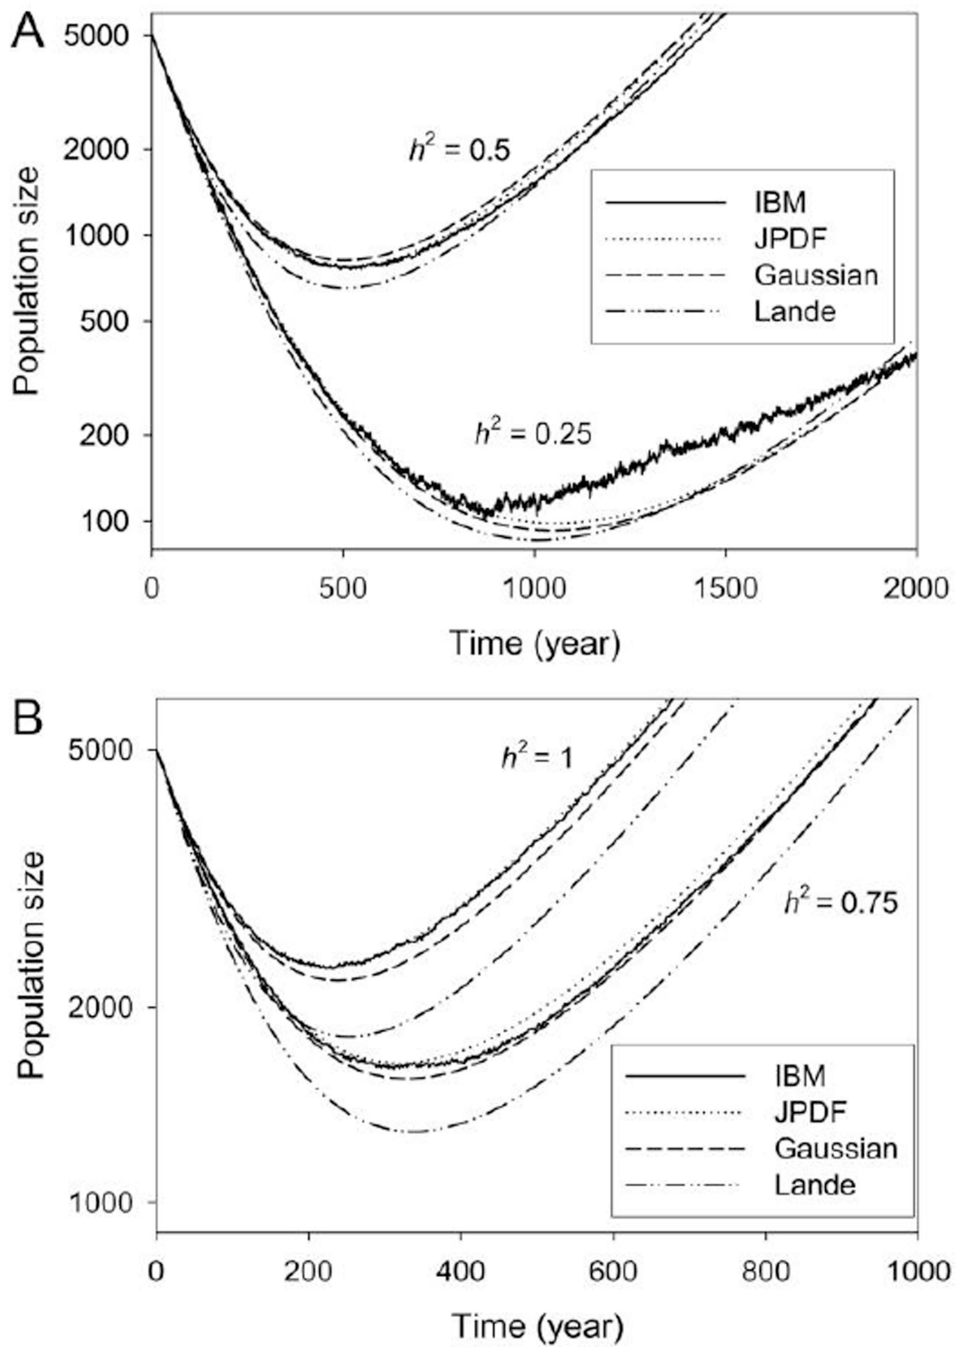 A
5000
2000
1000
500
200
100
Population size
h² = 0.5
IBM
JPDF
Gaussian
Lande
h² = 0.25
0
500
1000
1500
2000
Time (year)
B
5000
2000
1000
Population size
h² = 1
h² = 0.75
IBM
JPDF
Gaussian
Lande
0
200
400
600
800
1000
Time (year)